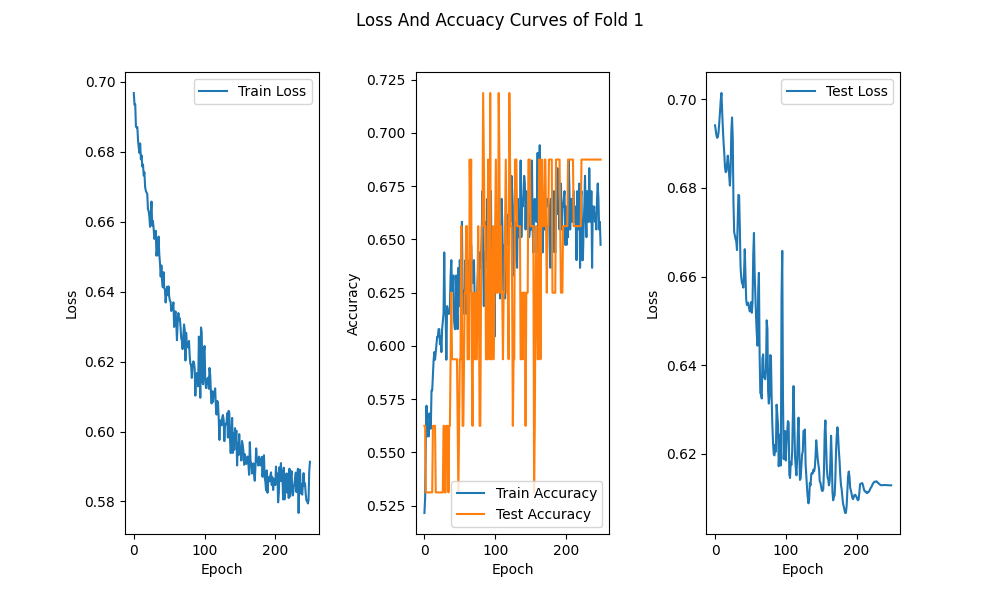 Loss And Accuacy Curves of Fold 1
0.70
0.68
0.66
0.64
0.62
0.60
0.58
Loss
Train Loss
0
100
200
Epoch
0.725
0.700
0.675
0.650
0.625
0.600
0.575
0.550
0.525
Accuracy
Train Accuracy
Test Accuracy
0
100
200
Epoch
0.70
0.68
0.66
0.64
0.62
Loss
Test Loss
0
100
200
Epoch